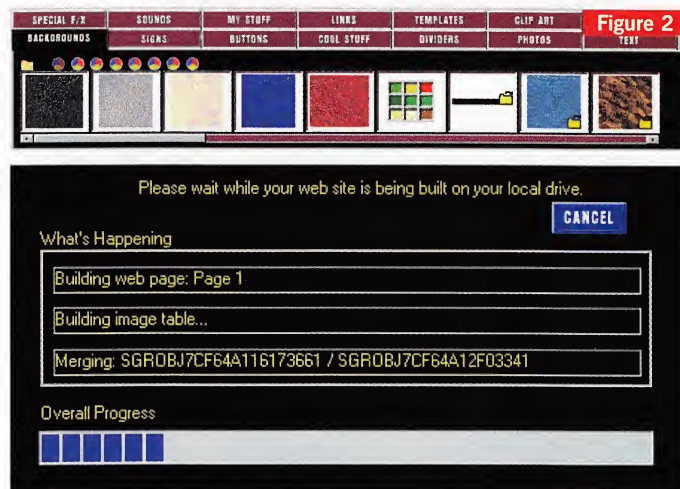 SPECIAL F/X SOUNDS MY STUFF LINKS TEMPLATES CLIP ART Figure 2
BACKGROUNDS SIGNS BUTTONS COOL STUFF DIVIDERS PHOTOS TEXT
Please wait while your web site is being built on your local drive.
CANCEL
What's Happening
Building web page: Page 1
Building image table...
Merging: SGROBJ7CF64A116173661 / SGROBJ7CF64A12F03341
Overall Progress